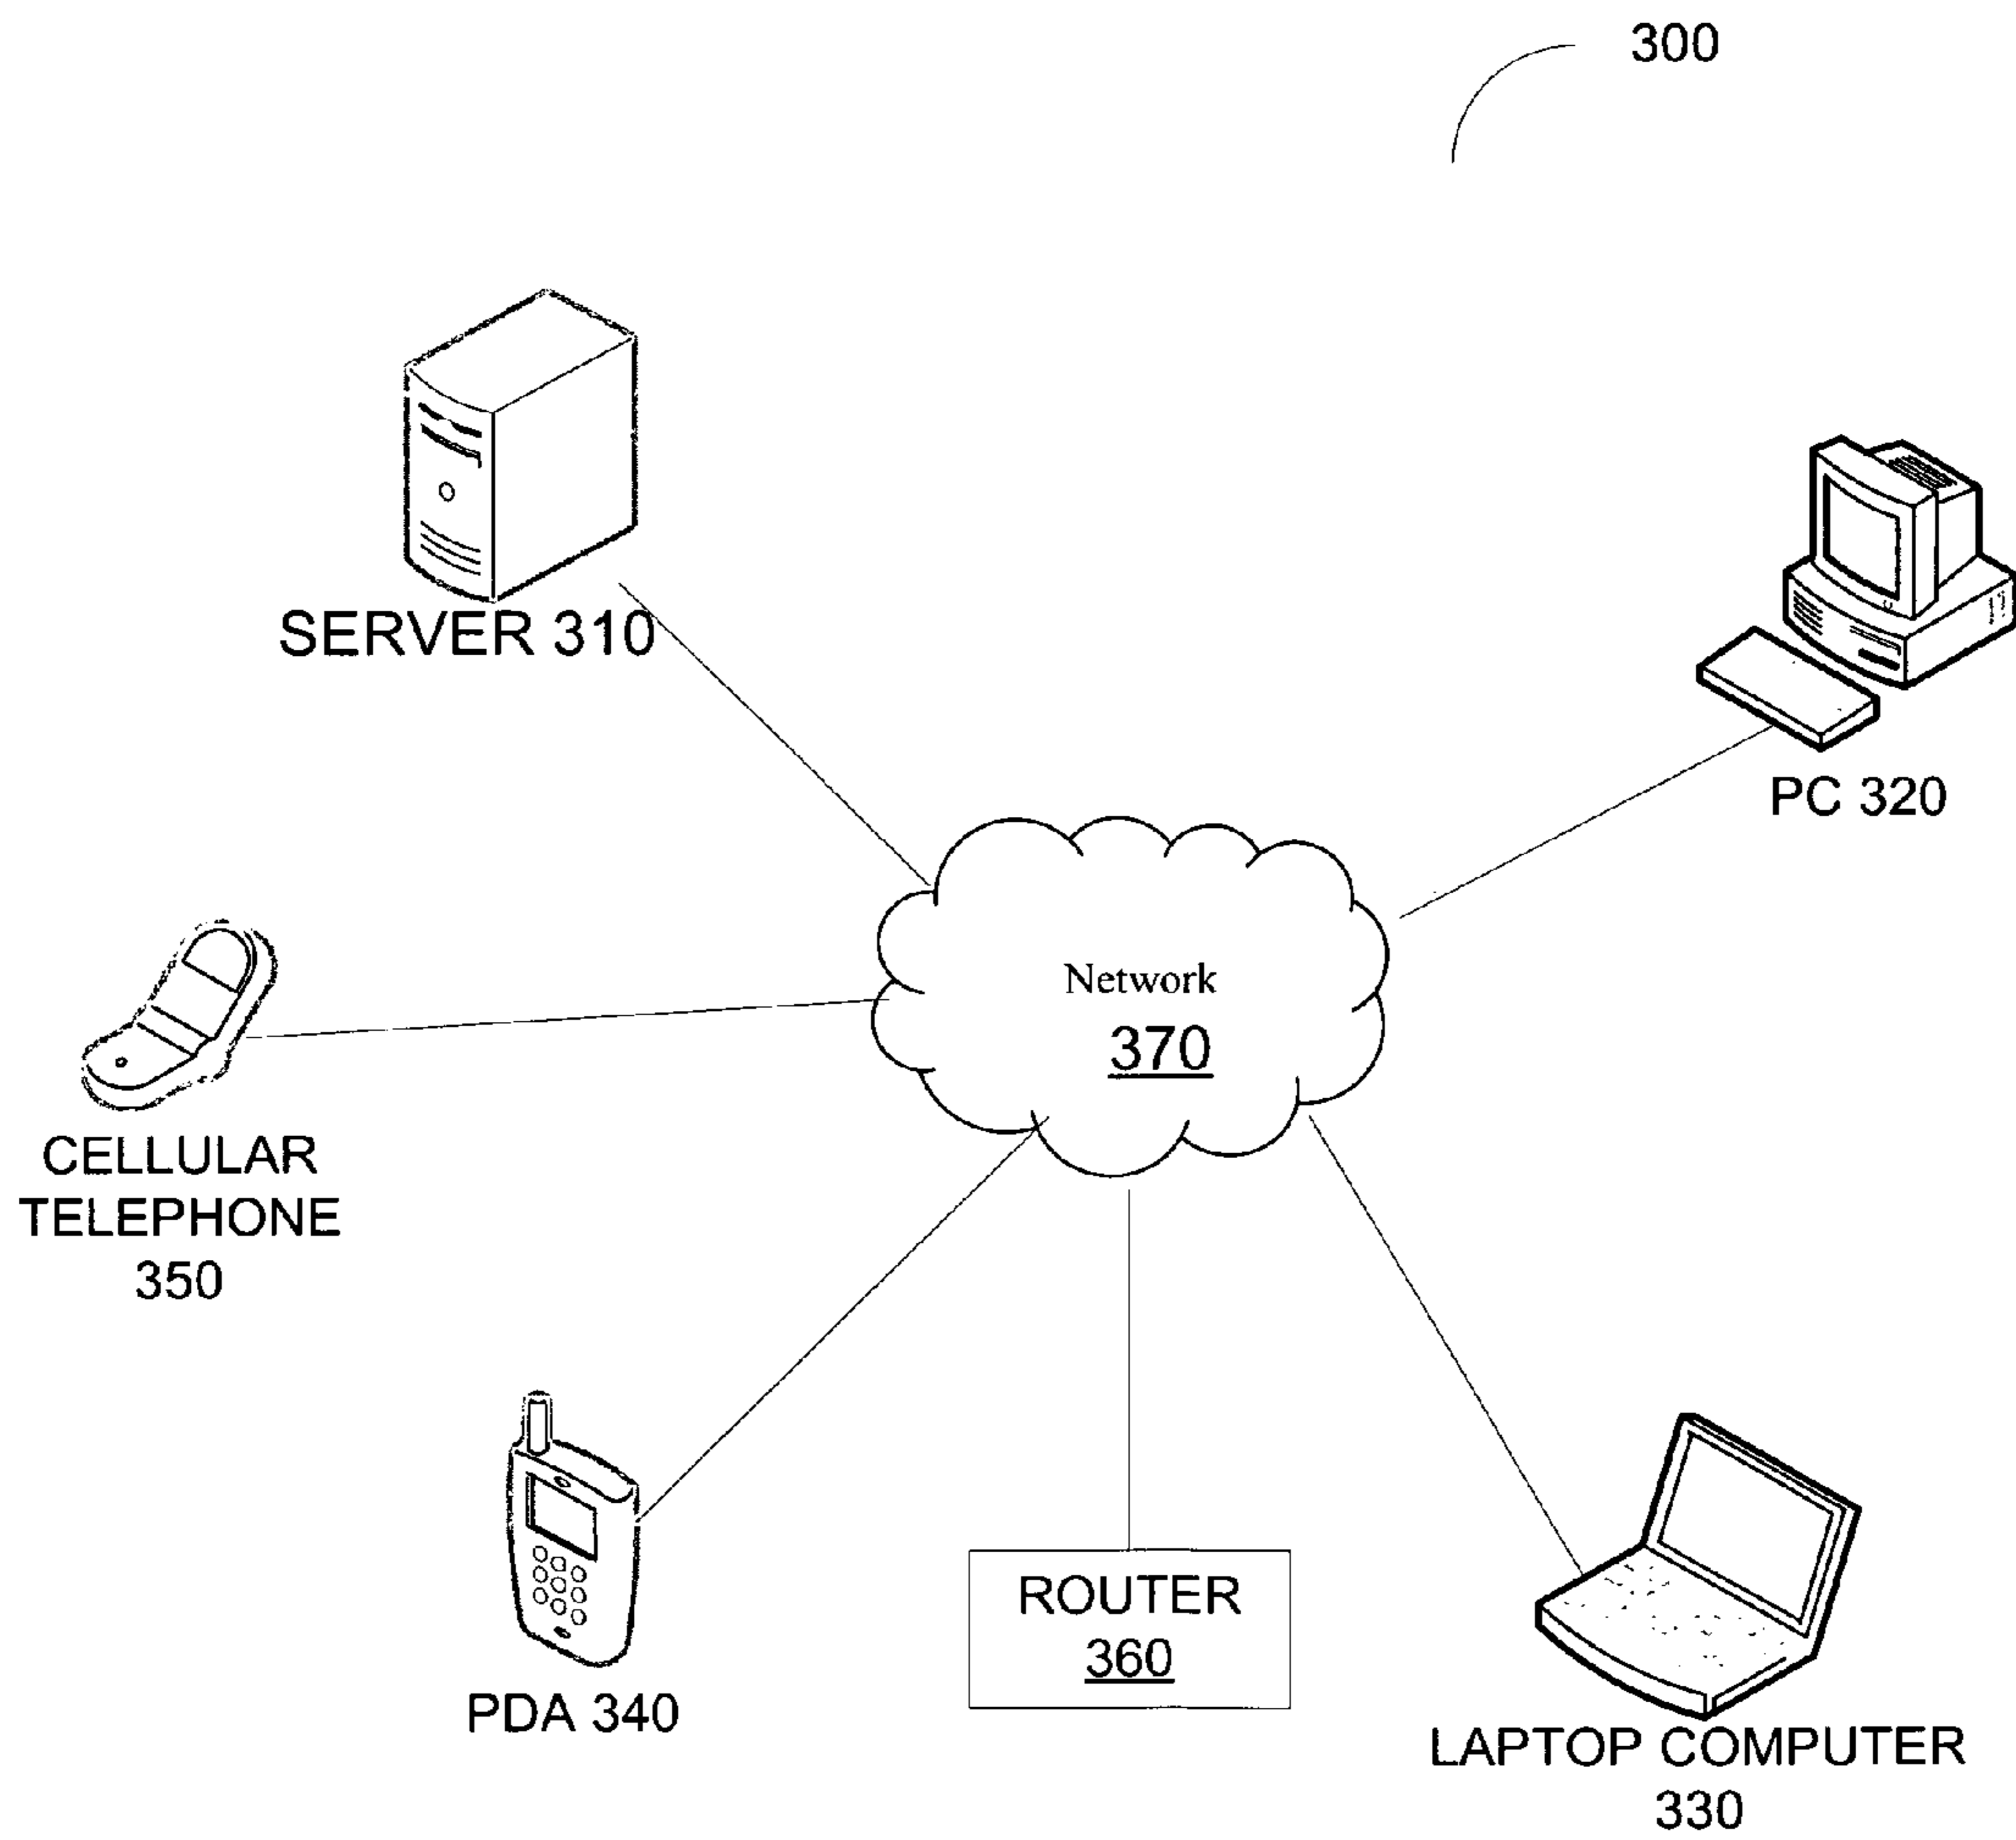 300
SERVER 310
PC 320
Network
370
CELLULAR
TELEPHONE
350
ROUTER
360
PDA 340
LAPTOP COMPUTER
330